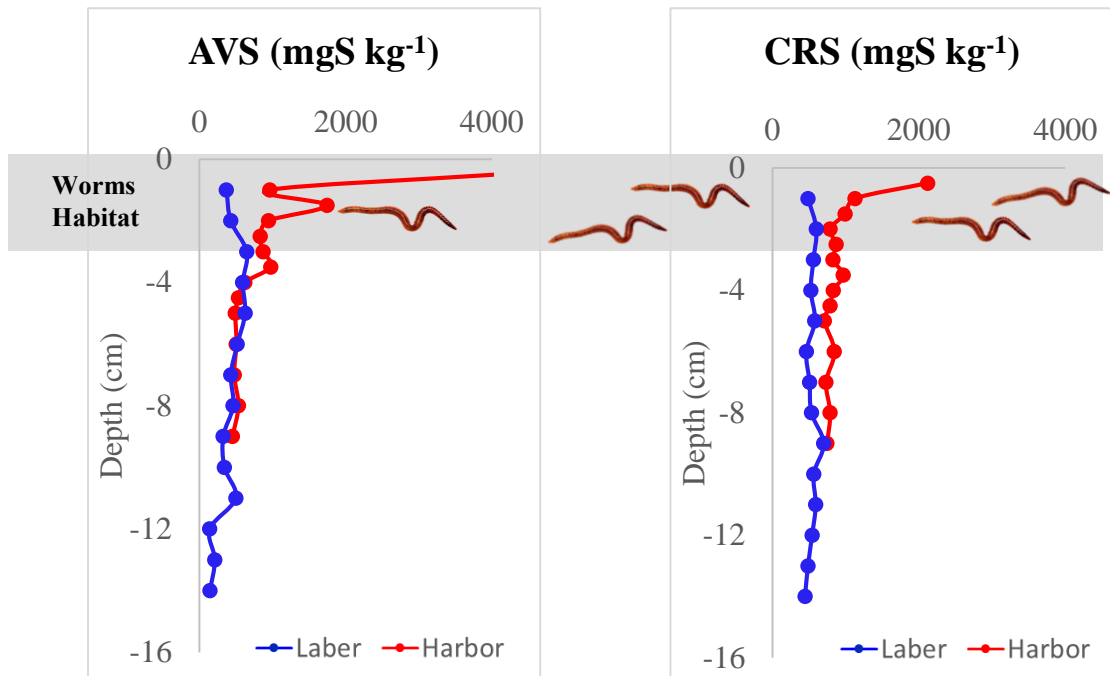 AVS (mgS kg-1)
0 2000 4000
0
Worms
Habitat
-4
-8
-12
-16
Depth (cm)
Laber Harbor
CRS (mgS kg-1)
0 2000 4000
0
-4
-8
-12
-16
Depth (cm)
Laber Harbor